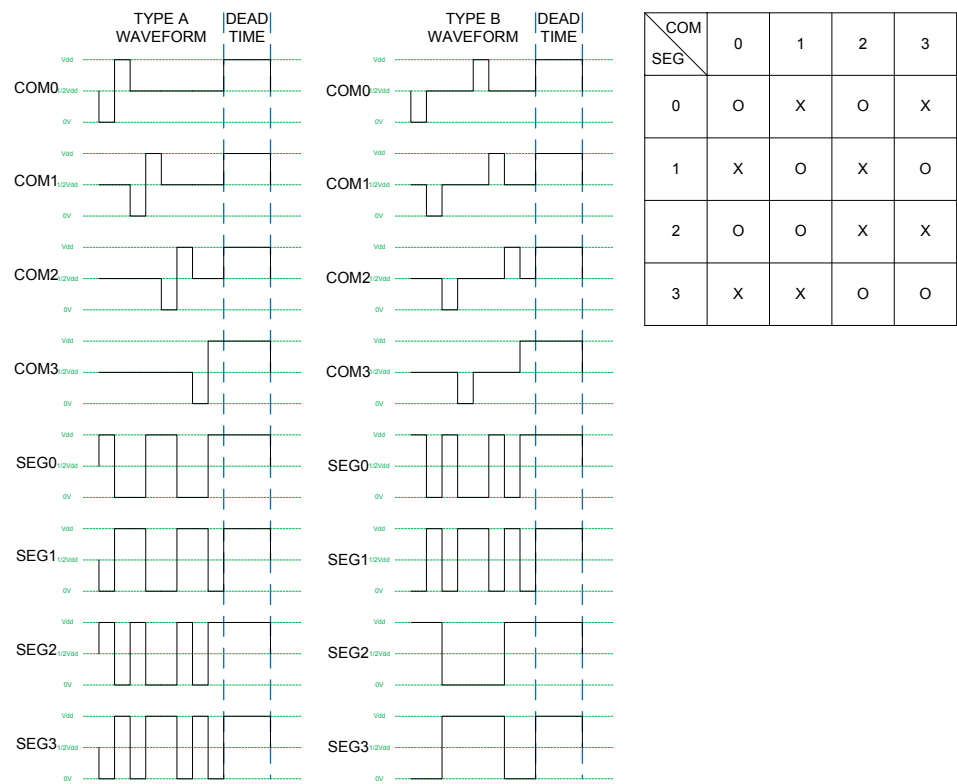 TYPE A
WAVEFORM
DEAD
TIME
Vdd
COM0
1/2Vdd
0V
Vdd
COM1
1/2Vdd
0V
Vdd
COM2
1/2Vdd
0V
Vdd
COM3
1/2Vdd
0V
Vdd
SEG0
1/2Vdd
0V
Vdd
SEG1
1/2Vdd
0V
Vdd
SEG2
1/2Vdd
0V
Vdd
SEG3
1/2Vdd
0V
TYPE B
WAVEFORM
DEAD
TIME
Vdd
COM0
1/2Vdd
0V
Vdd
COM1
1/2Vdd
0V
Vdd
COM2
1/2Vdd
0V
Vdd
COM3
1/2Vdd
0V
Vdd
SEG0
1/2Vdd
0V
Vdd
SEG1
1/2Vdd
0V
Vdd
SEG2
1/2Vdd
0V
Vdd
SEG3
1/2Vdd
0V
COM
SEG
0 1 2 3
0 O X O X
1 X O X O
2 O O X X
3 X X O O